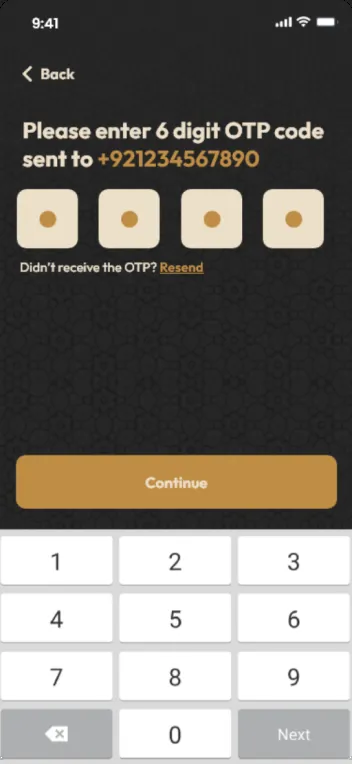 9:41
Back
Please enter 6 digit OTP code
sent to +921234567890
Didn't receive the OTP? Resend
Continue
1 2 3
4 5 6
7 8 9
0 Next